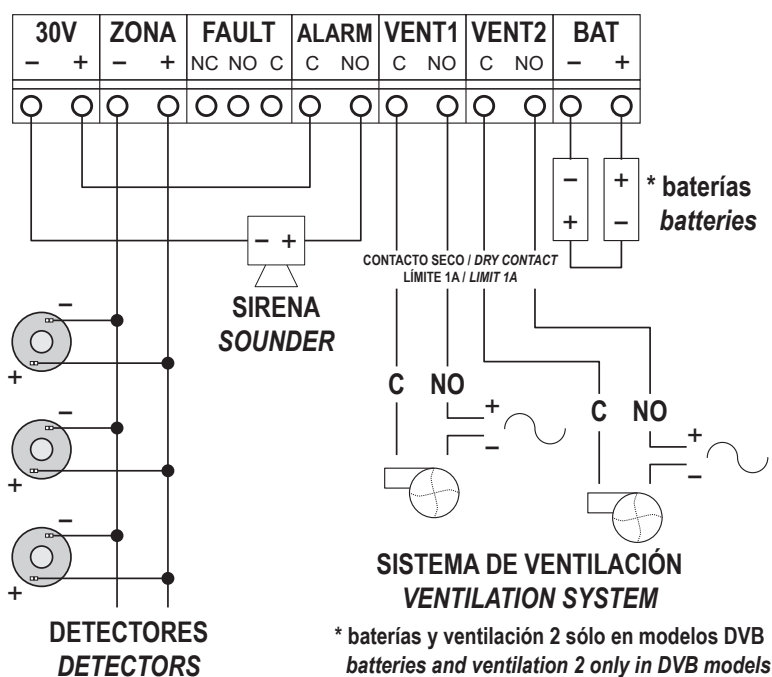 30V ZONA FAULT ALARM VENT1 VENT2 BAT
− + − + NC NO C C NO C NO C NO − +
− + * baterías
batteries
+ −
− +
CONTACTO SECO / DRY CONTACT
LÍMITE 1A / LIMIT 1A
SIRENA
SOUNDER
−
+
C NO
+
−
C NO
−
+
+
−
−
+
SISTEMA DE VENTILACIÓN
VENTILATION SYSTEM
DETECTORES
DETECTORS
* baterías y ventilación 2 sólo en modelos DVB
batteries and ventilation 2 only in DVB models